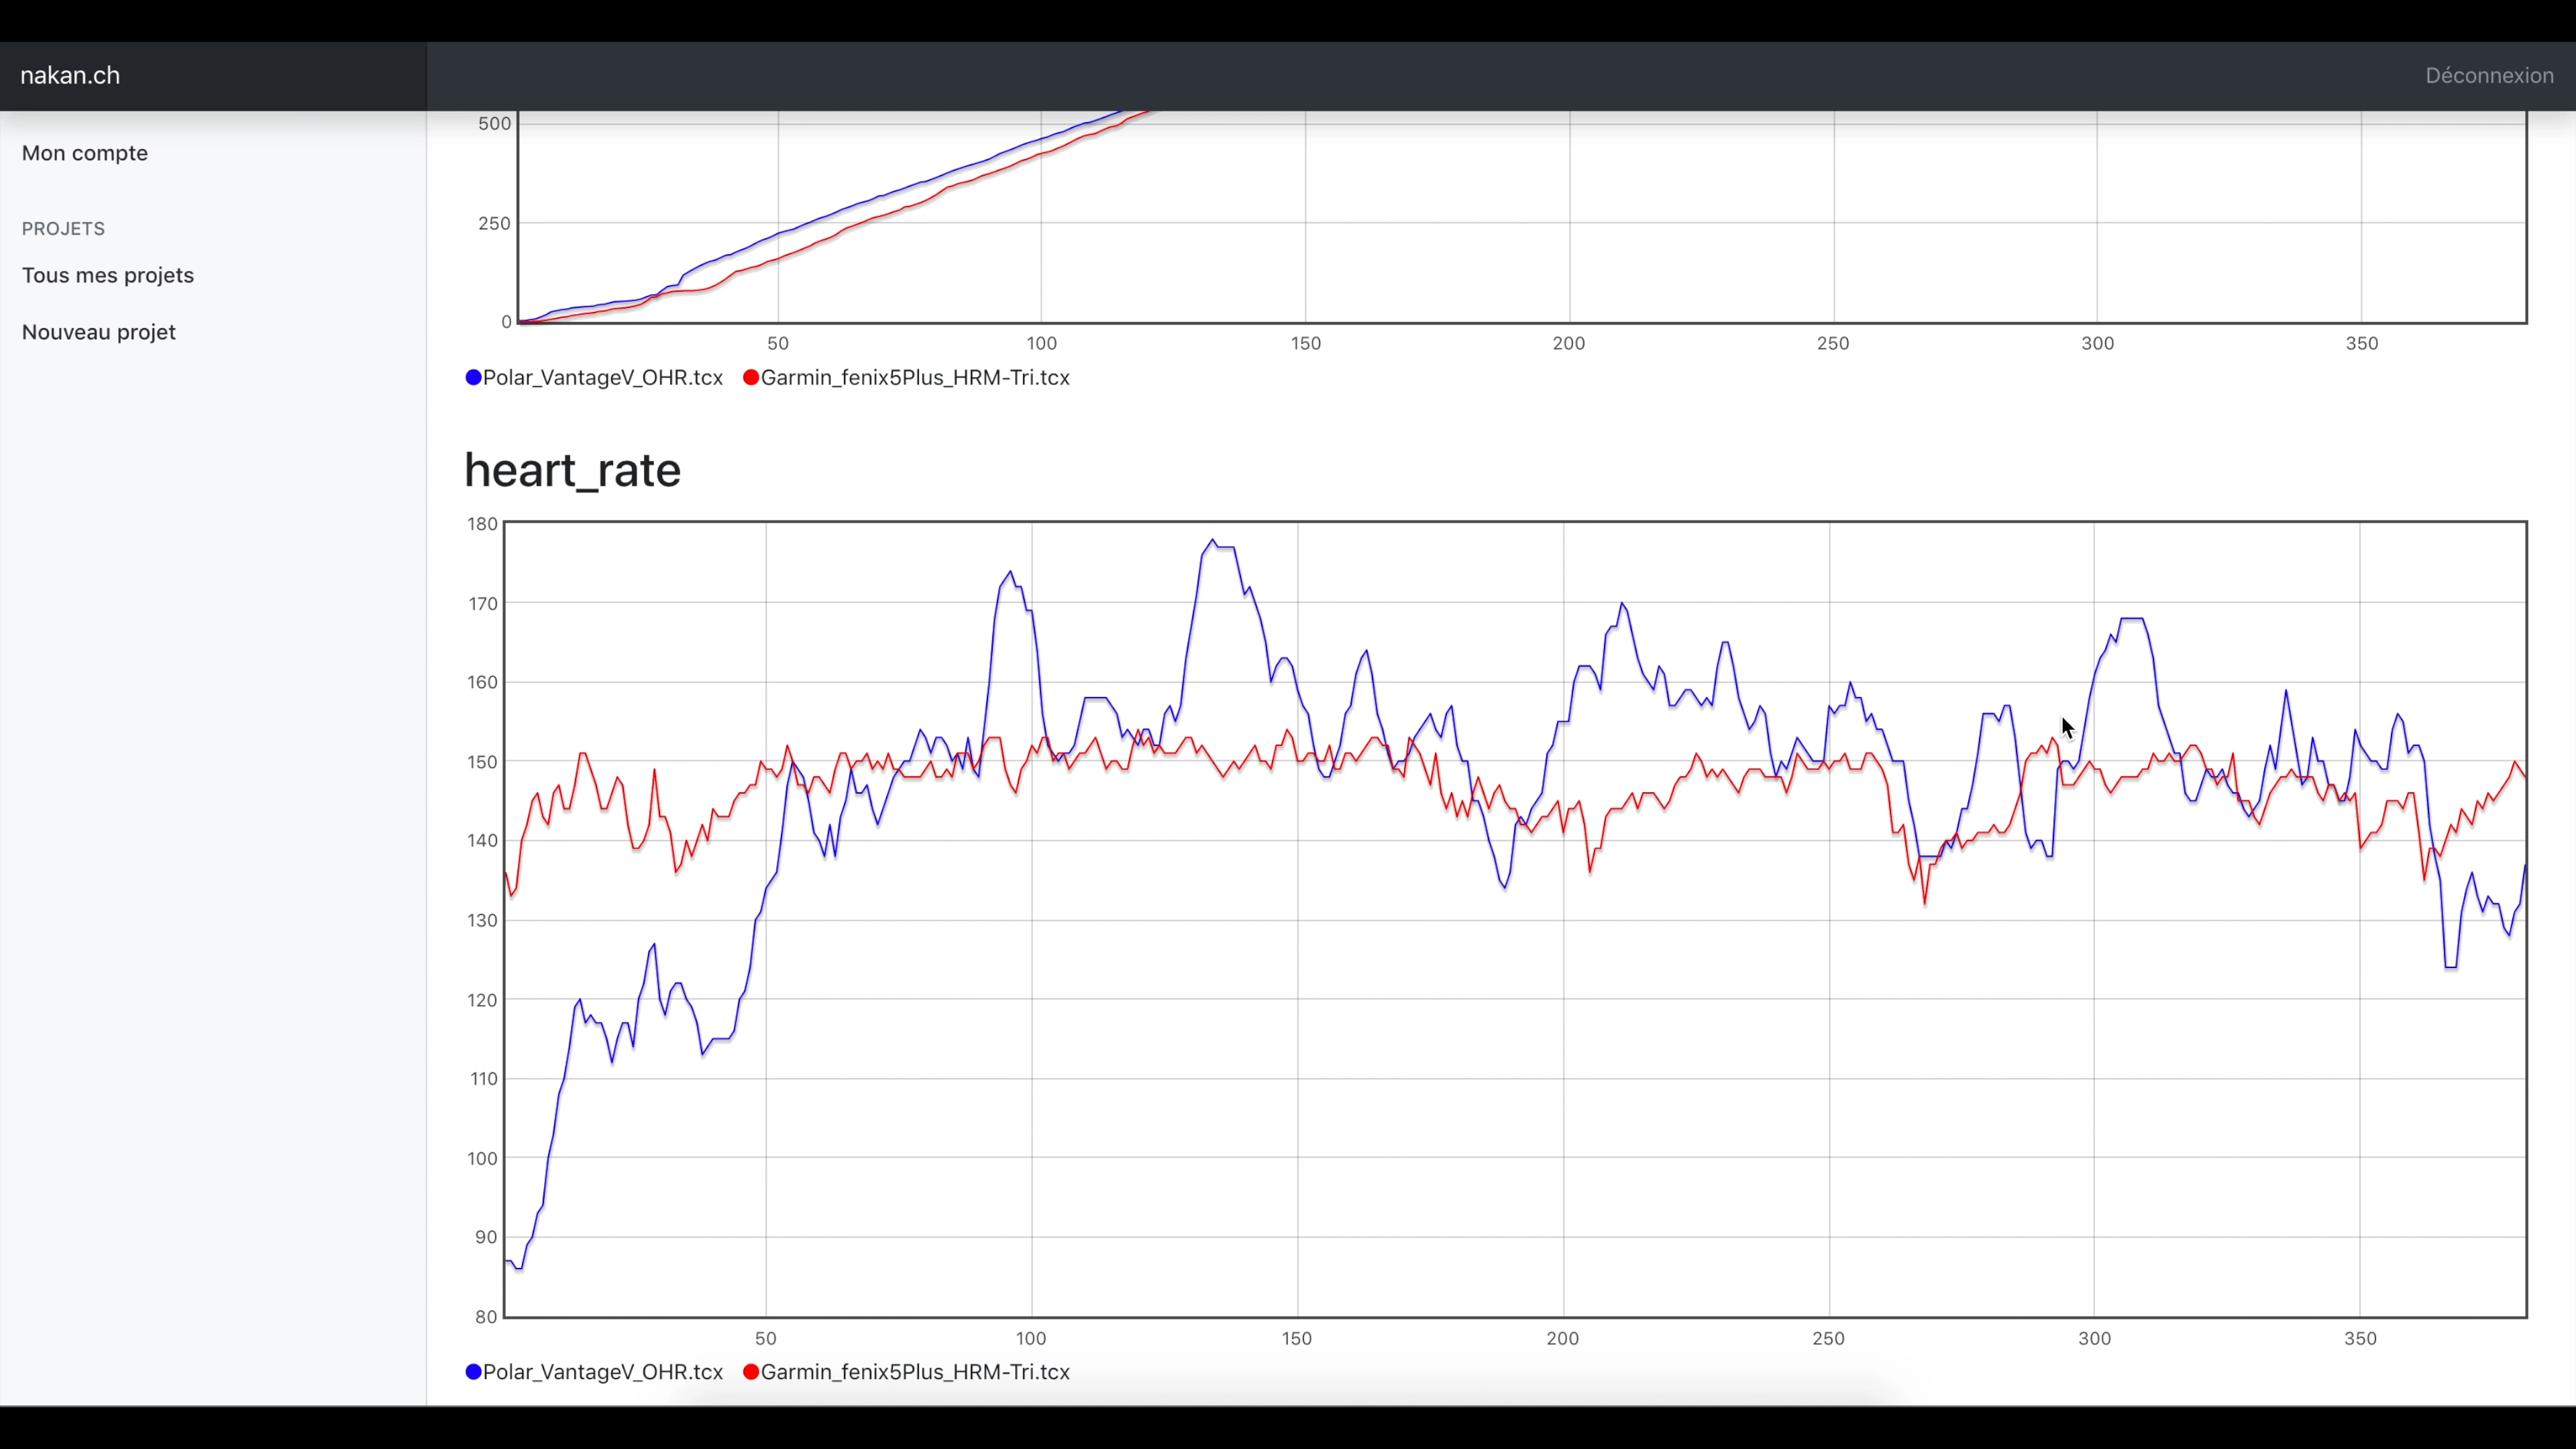 nakan.ch
Déconnexion
Mon compte
PROJETS
Tous mes projets
Nouveau projet
500
250
0
50 100 150 200 250 300 350
Polar_VantageV_OHR.tcx Garmin_fenix5Plus_HRM-Tri.tcx
heart_rate
180
170
160
150
140
130
120
110
100
90
80
50 100 150 200 250 300 350
Polar_VantageV_OHR.tcx Garmin_fenix5Plus_HRM-Tri.tcx